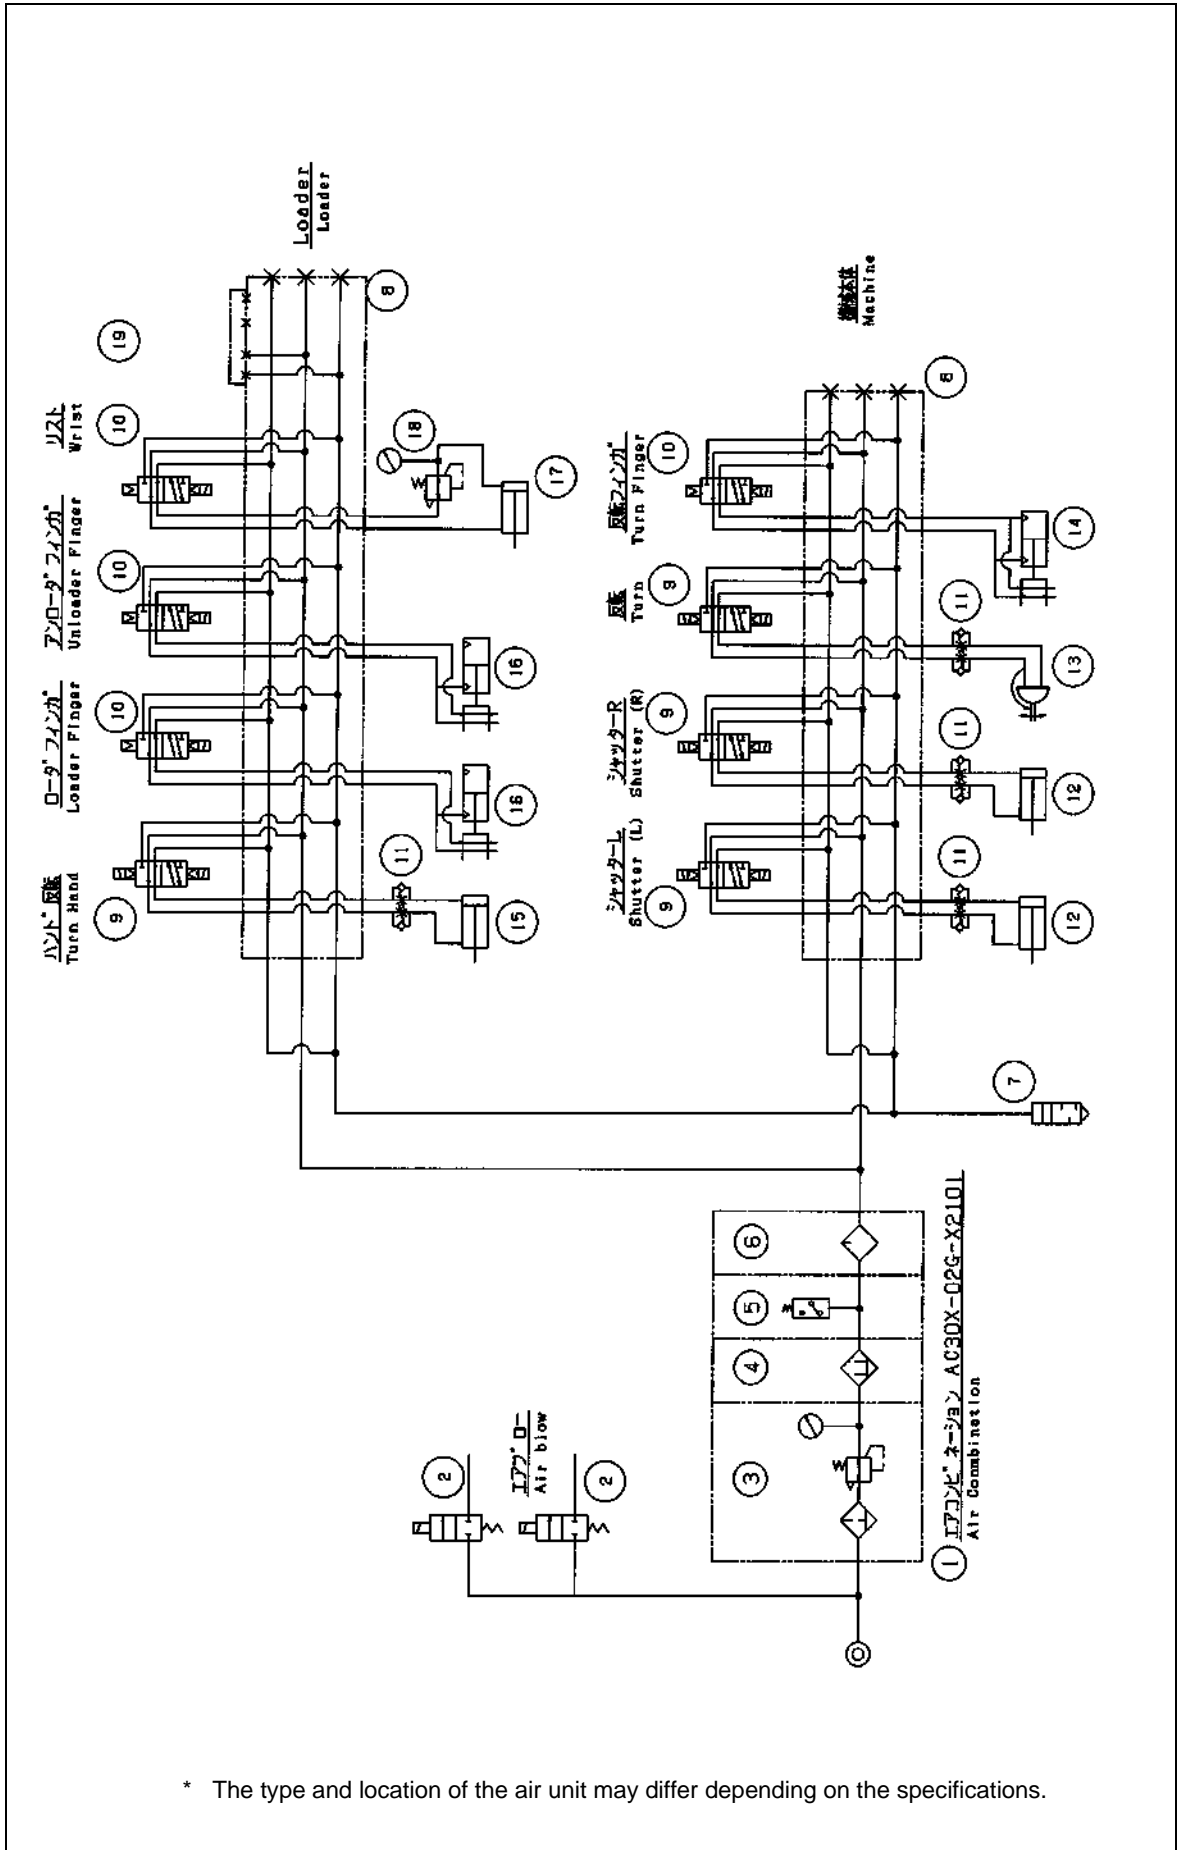 ハンド反転
Turn Hand
9
ローダフィンガ
Loader Finger
10
アンローダフィンガ
Unloader Finger
10
リスト
Wrist
10
19
Loader
Loader
8
11
15
16
16
18
17
シャッターL
Shutter (L)
9
シャッターR
Shutter (R)
9
反転
Turn
9
反転フィンガ
Turn Finger
10
機械本体
Machine
8
11
12
11
12
11
13
14
7
2
エアブロー
Air blow
2
3
4
5
6
1
エアコンビネーション AC30X-02G-X2101
Air Conmbination
* The type and location of the air unit may differ depending on the specifications.